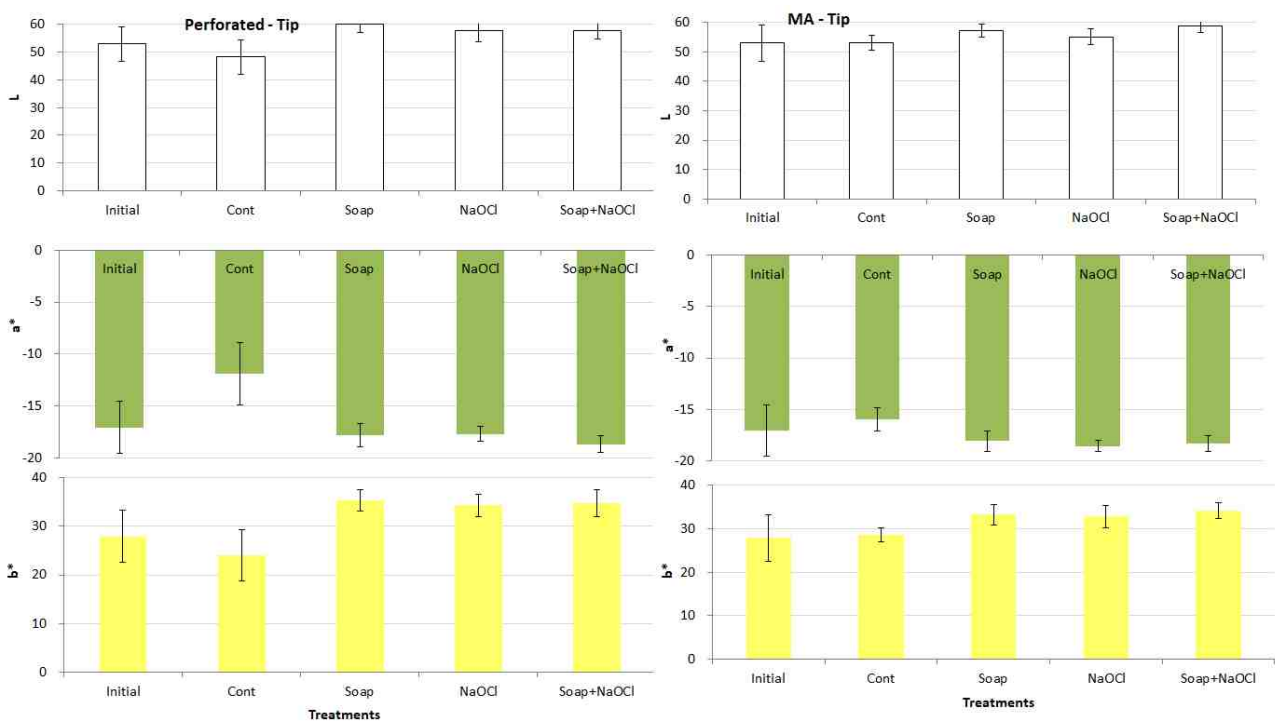 Perforated - Tip
60
50
40
30
20
10
0
L
Initial Cont Soap NaOCl Soap+NaOCl
0
-5
-10
-15
-20
a*
Initial Cont Soap NaOCl Soap+NaOCl
40
30
20
10
0
b*
Initial Cont Soap NaOCl Soap+NaOCl
Treatments
MA - Tip
60
50
40
30
20
10
0
L
Initial Cont Soap NaOCl Soap+NaOCl
0
-5
-10
-15
-20
a*
Initial Cont Soap NaOCl Soap+NaOCl
40
30
20
10
0
b*
Initial Cont Soap NaOCl Soap+NaOCl
Treatments